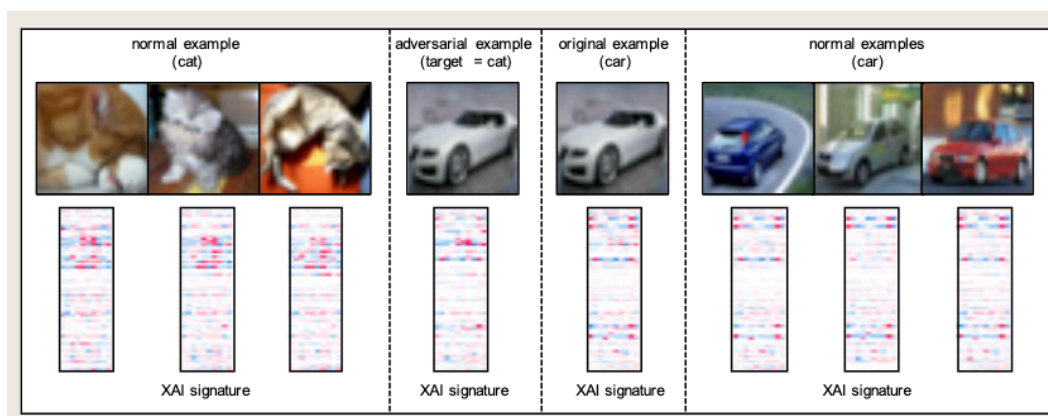 normal example
(cat)
adversarial example
(target = cat)
original example
(car)
normal examples
(car)
XAI signature
XAI signature
XAI signature
XAI signature